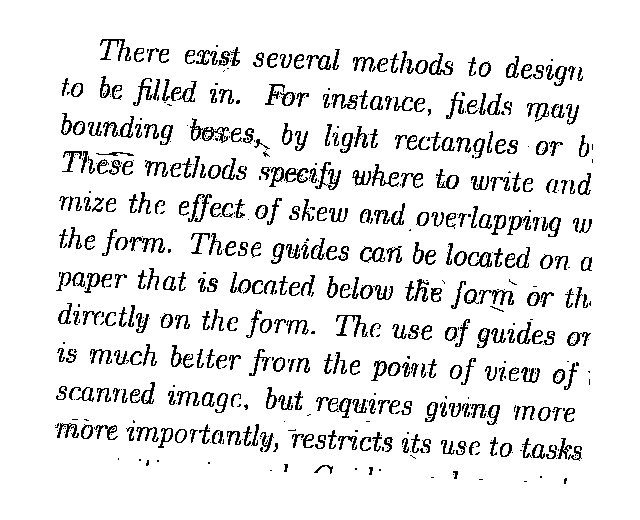 There exist several methods to design
to be filled in. For instance, fields may
bounding boxes, by light rectangles or
These methods specify where to write and
mize the effect of skew and overlapping
the form. These guides can be located on
paper that is located below the form or
directly on the form. The use of guides
is much better from the point of view of
scanned image, but requires giving more
more importantly, restricts its use to tasks